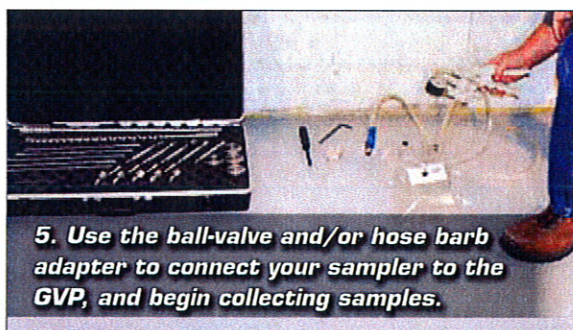 5. Use the ball-valve and/or hose barb
adapter to connect your sampler to the
GVP, and begin collecting samples.